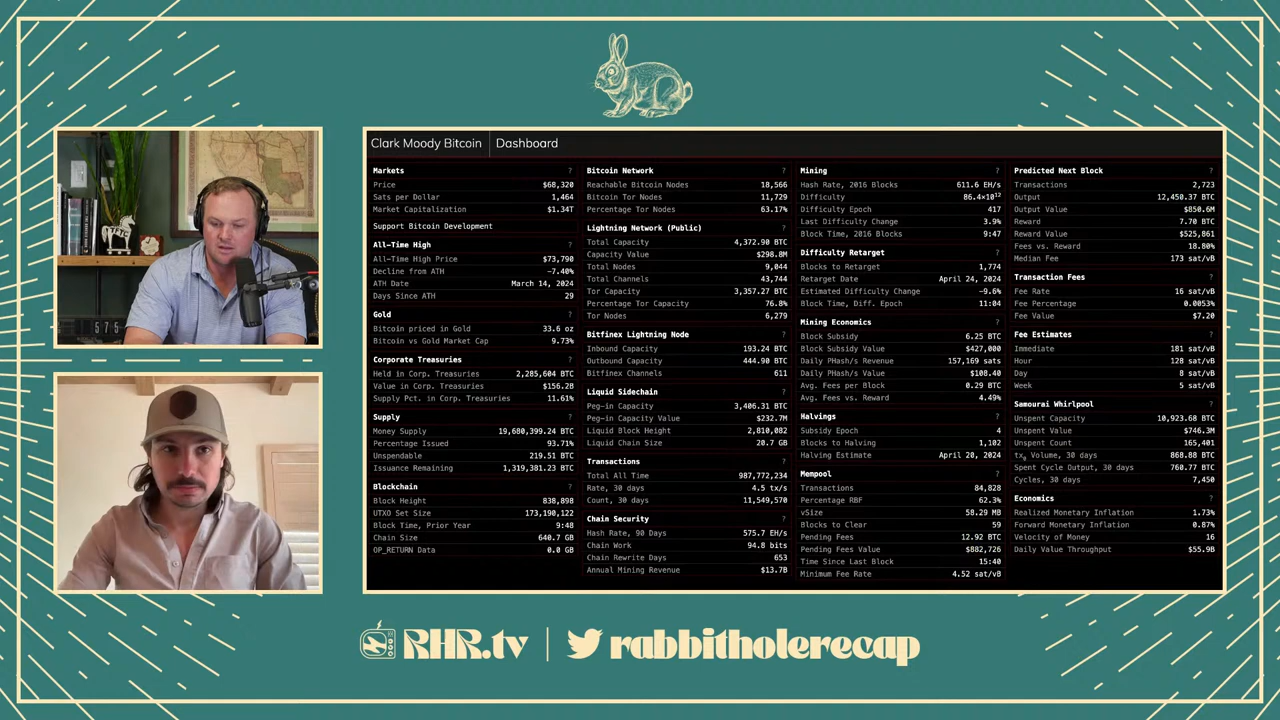 Clark Moody Bitcoin | Dashboard
Markets ?
Price $68,320
Sats per Dollar 1,464
Market Capitalization $1.34T
Support Bitcoin Development
All-Time High ?
All-Time High Price $73,790
Decline from ATH -7.40%
ATH Date March 14, 2024
Days Since ATH 29
Gold ?
Bitcoin priced in Gold 33.6 oz
Bitcoin vs Gold Market Cap 9.73%
Corporate Treasuries ?
Held in Corp. Treasuries 2,285,604 BTC
Value in Corp. Treasuries $156.2B
Supply Pct. in Corp. Treasuries 11.61%
Supply ?
Money Supply 19,680,399.24 BTC
Percentage Issued 93.71%
Unspendable 219.51 BTC
Issuance Remaining 1,319,381.23 BTC
Blockchain ?
Block Height 838,898
UTXO Set Size 173,190,122
Block Time, Prior Year 9:48
Chain Size 640.7 GB
OP_RETURN Data 0.0 GB
Bitcoin Network ?
Reachable Bitcoin Nodes 18,566
Bitcoin Tor Nodes 11,729
Percentage Tor Nodes 63.17%
Lightning Network (Public) ?
Total Capacity 4,372.90 BTC
Capacity Value $298.8M
Total Nodes 9,044
Total Channels 43,744
Tor Capacity 3,357.27 BTC
Percentage Tor Capacity 76.8%
Tor Nodes 6,279
Bitfinex Lightning Node ?
Inbound Capacity 193.24 BTC
Outbound Capacity 444.90 BTC
Bitfinex Channels 611
Liquid Sidechain ?
Peg-in Capacity 3,406.31 BTC
Peg-in Capacity Value $232.7M
Liquid Block Height 2,810,082
Liquid Chain Size 20.7 GB
Transactions ?
Total All Time 987,772,234
Rate, 30 days 4.5 tx/s
Count, 30 days 11,549,570
Chain Security ?
Hash Rate, 90 Days 575.7 EH/s
Chain Work 94.8 bits
Chain Rewrite Days 653
Annual Mining Revenue $13.7B
Mining ?
Hash Rate, 2016 Blocks 611.6 EH/s
Difficulty 86.4×10¹²
Difficulty Epoch 417
Last Difficulty Change 3.9%
Block Time, 2016 Blocks 9:47
Difficulty Retarget ?
Blocks to Retarget 1,774
Retarget Date April 24, 2024
Estimated Difficulty Change -9.6%
Block Time, Diff. Epoch 11:04
Mining Economics ?
Block Subsidy 6.25 BTC
Block Subsidy Value $427,000
Daily PHash/s Revenue 157,169 sats
Daily PHash/s Value $108.40
Avg. Fees per Block 0.29 BTC
Avg. Fees vs. Reward 4.49%
Halvings ?
Subsidy Epoch 4
Blocks to Halving 1,102
Halving Estimate April 20, 2024
Mempool ?
Transactions 84,828
Percentage RBF 62.3%
vSize 58.29 MB
Blocks to Clear 59
Pending Fees 12.92 BTC
Pending Fees Value $882,726
Time Since Last Block 15:40
Minimum Fee Rate 4.52 sat/vB
Predicted Next Block ?
Transactions 2,723
Output 12,450.37 BTC
Output Value $850.6M
Reward 7.70 BTC
Reward Value $525,861
Fees vs. Reward 18.80%
Median Fee 173 sat/vB
Transaction Fees ?
Fee Rate 16 sat/vB
Fee Percentage 0.0053%
Fee Value $7.20
Fee Estimates ?
Immediate 181 sat/vB
Hour 128 sat/vB
Day 8 sat/vB
Week 5 sat/vB
Samourai Whirlpool ?
Unspent Capacity 10,923.68 BTC
Unspent Value $746.3M
Unspent Count 165,401
tx₀ Volume, 30 days 868.88 BTC
Spent Cycle Output, 30 days 760.77 BTC
Cycles, 30 days 7,450
Economics ?
Realized Monetary Inflation 1.73%
Forward Monetary Inflation 0.87%
Velocity of Money 16
Daily Value Throughput $55.9B
575
RHR.tv | rabbitholerecap